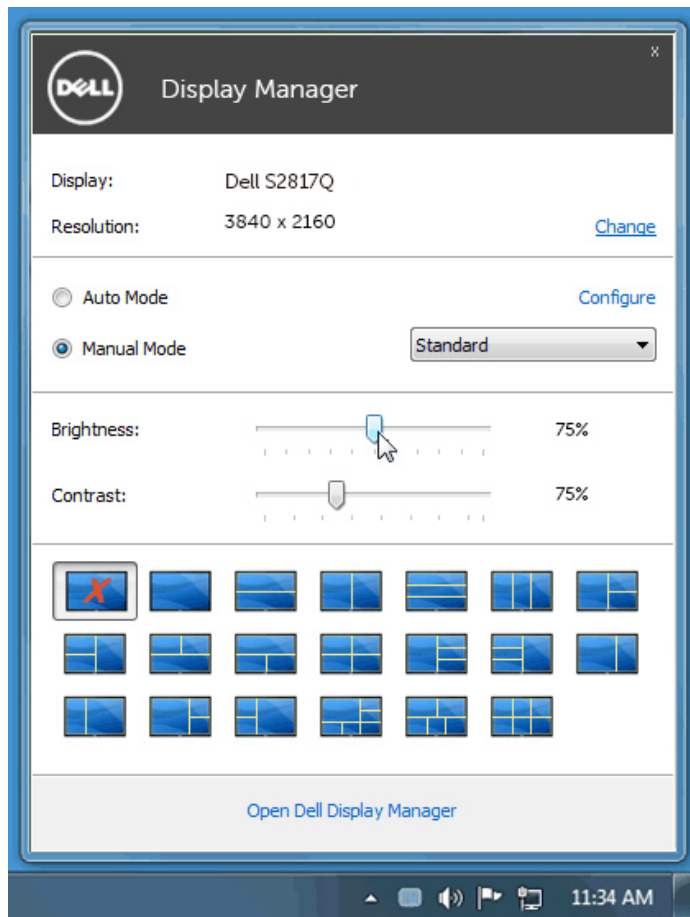 x
DELL
Display Manager
Display: Dell S2817Q
Resolution: 3840 x 2160 Change
Auto Mode Configure
Manual Mode Standard
Brightness: 75%
Contrast: 75%
Open Dell Display Manager
11:34 AM